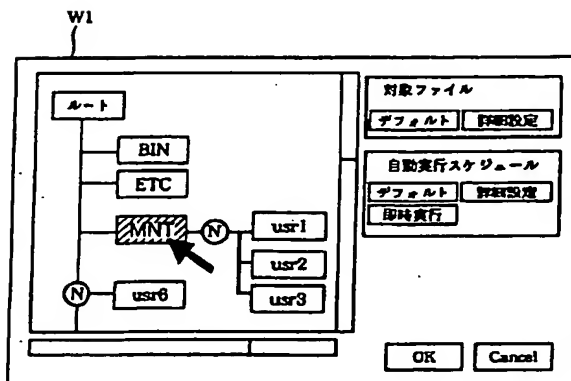 W1
ルート
BIN
ETC
MNT
N
usr1
usr2
usr3
N
usr6
対象ファイル
デフォルト 詳細設定
自動実行スケジュール
デフォルト 詳細設定
即時実行
OK Cancel